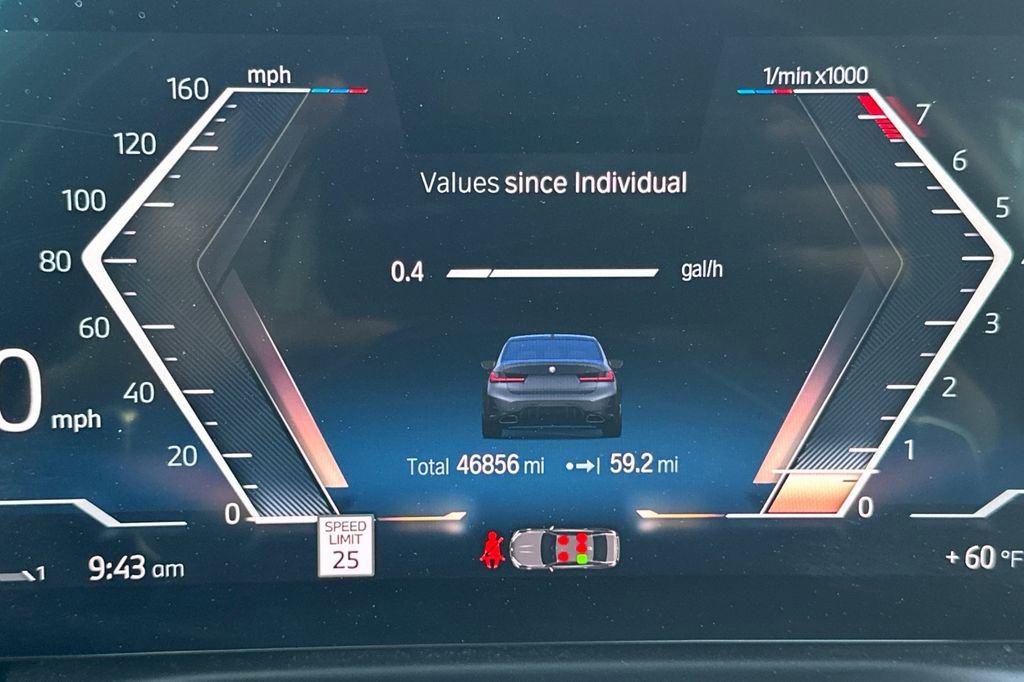 mph
1/min x1000
160
120
100
80
60
40
20
0
7
6
5
3
2
1
0
Values since Individual
0.4 gal/h
0 mph
Total 46856 mi 59.2 mi
SPEED
LIMIT
25
1
9:43 am
+60 °F